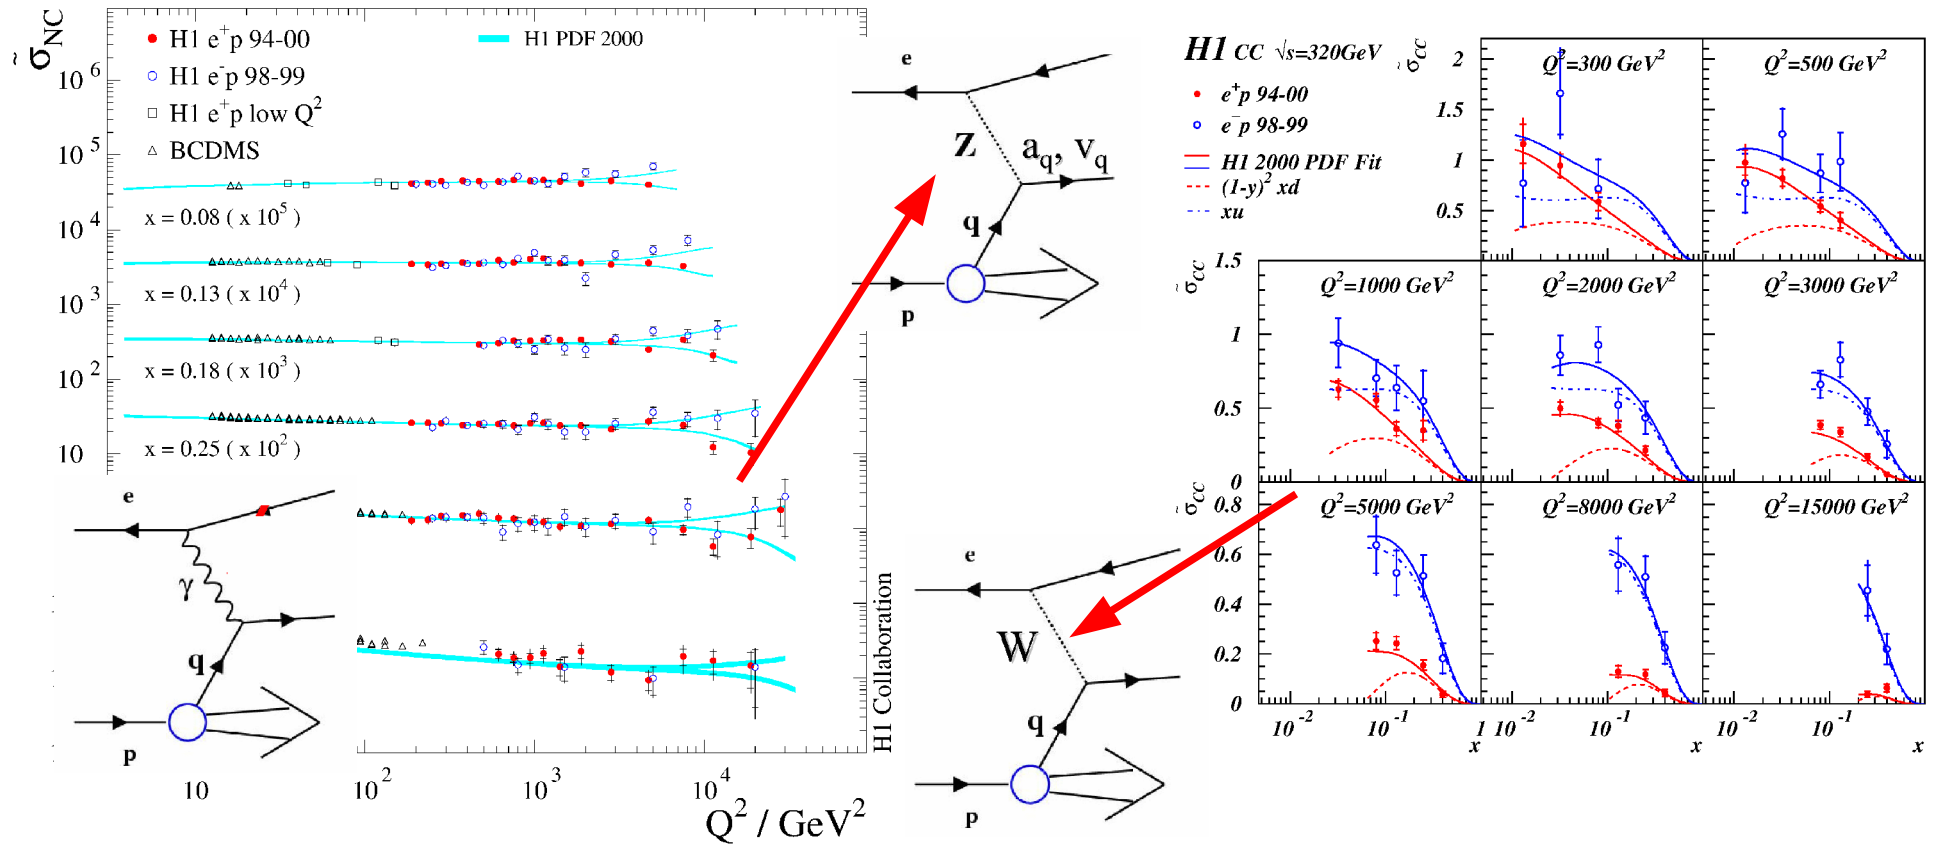 σ̃NC
10⁶
10⁵
10⁴
10³
10²
10
H1 e⁺p 94-00
H1 e⁻p 98-99
H1 e⁺p low Q²
BCDMS
H1 PDF 2000
x = 0.08 ( x 10⁵ )
x = 0.13 ( x 10⁴ )
x = 0.18 ( x 10³ )
x = 0.25 ( x 10² )
e
γ
q
p
10
10²
10³
10⁴
Q² / GeV²
H1 Collaboration
e
Z
a_q, v_q
q
p
e
W
q
p
H1 CC √s=320GeV
e⁺p 94-00
e⁻p 98-99
H1 2000 PDF Fit
(1-y)² xd
xu
σ̃CC
Q²=300 GeV²
Q²=500 GeV²
2
1.5
1
0.5
σ̃CC
Q²=1000 GeV²
Q²=2000 GeV²
Q²=3000 GeV²
1.5
1
0.5
0
σ̃CC
Q²=5000 GeV²
Q²=8000 GeV²
Q²=15000 GeV²
0.8
0.6
0.4
0.2
0
10⁻² 10⁻¹ 1 10⁻² 10⁻¹ 10⁻² 10⁻¹
x x x